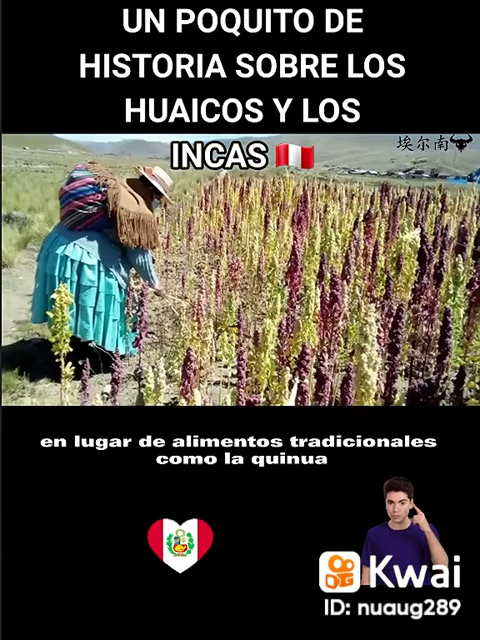 UN POQUITO DE
HISTORIA SOBRE LOS
HUAICOS Y LOS
INCAS
埃尔南
en lugar de alimentos tradicionales
como la quinua
Kwai
ID: nuaug289